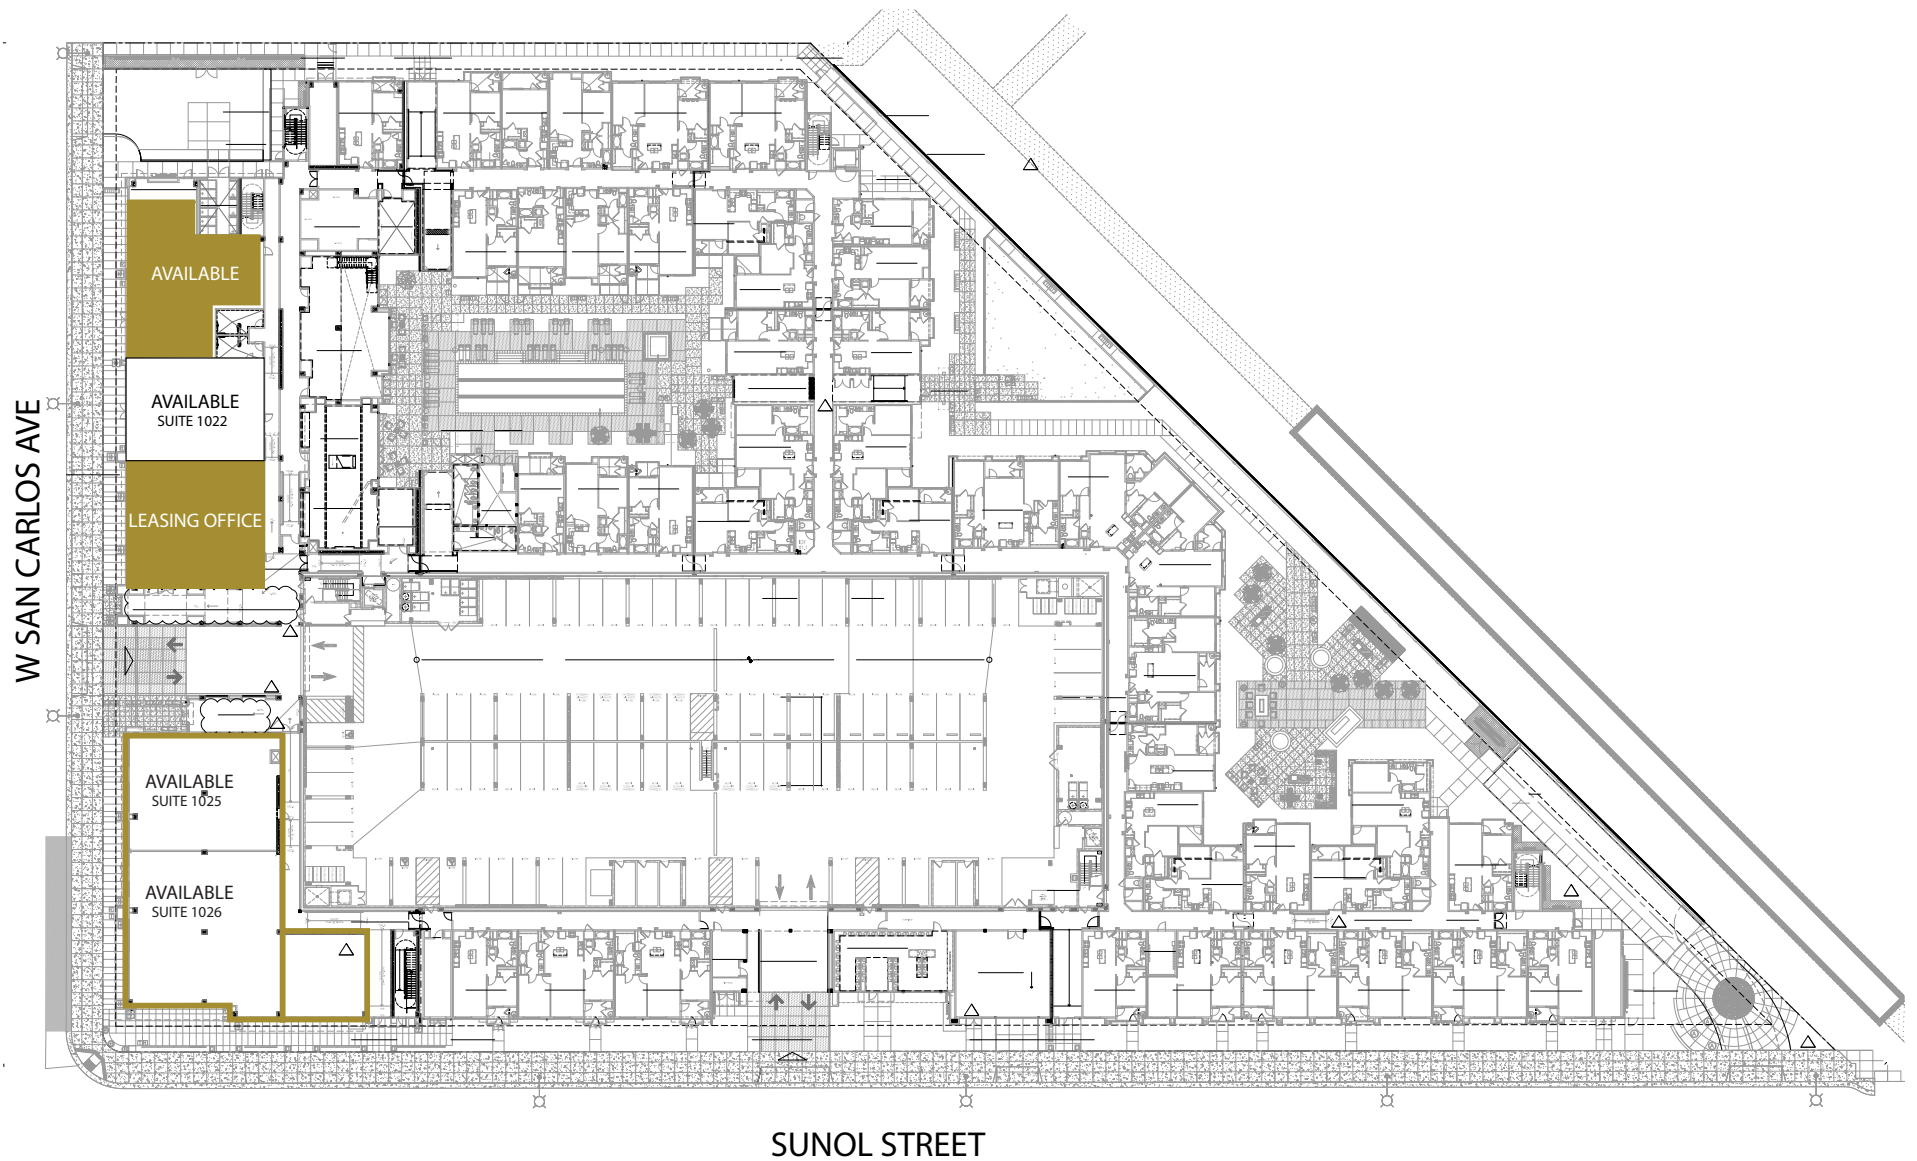 AVAILABLE
AVAILABLE
SUITE 1022
LEASING OFFICE
W SAN CARLOS AVE
AVAILABLE
SUITE 1025
AVAILABLE
SUITE 1026
SUNOL STREET